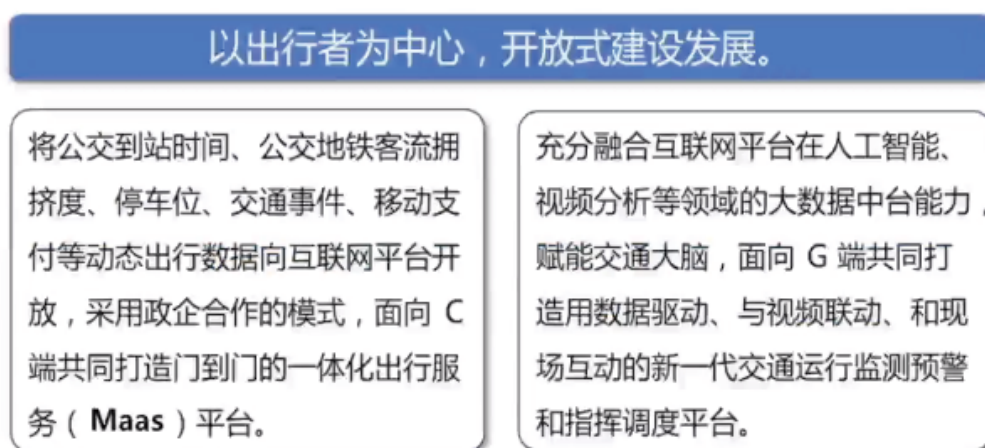 以出行者为中心，开放式建设发展。
将公交到站时间、公交地铁客流拥
挤度、停车位、交通事件、移动支
付等动态出行数据向互联网平台开
放，采用政企合作的模式，面向 C
端共同打造门到门的一体化出行服
务（ Maas ）平台。
充分融合互联网平台在人工智能、
视频分析等领域的大数据中台能力，
赋能交通大脑，面向 G 端共同打
造用数据驱动、与视频联动、和现
场互动的新一代交通运行监测预警
和指挥调度平台。